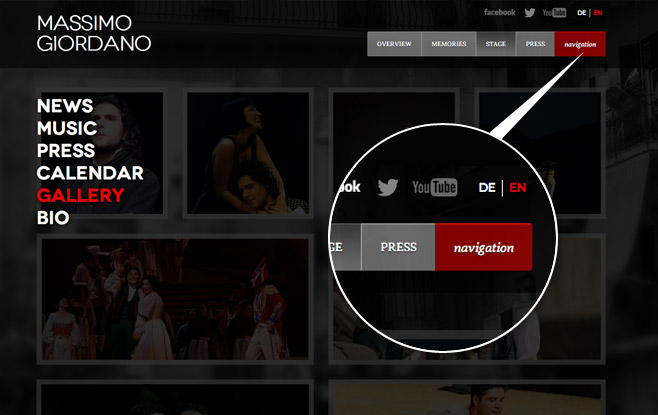 MASSIMO
GIORDANO
facebook YouTube DE | EN
OVERVIEW MEMORIES STAGE PRESS navigation
NEWS
MUSIC
PRESS
CALENDAR
GALLERY
BIO
ook YouTube DE | EN
GE PRESS navigation